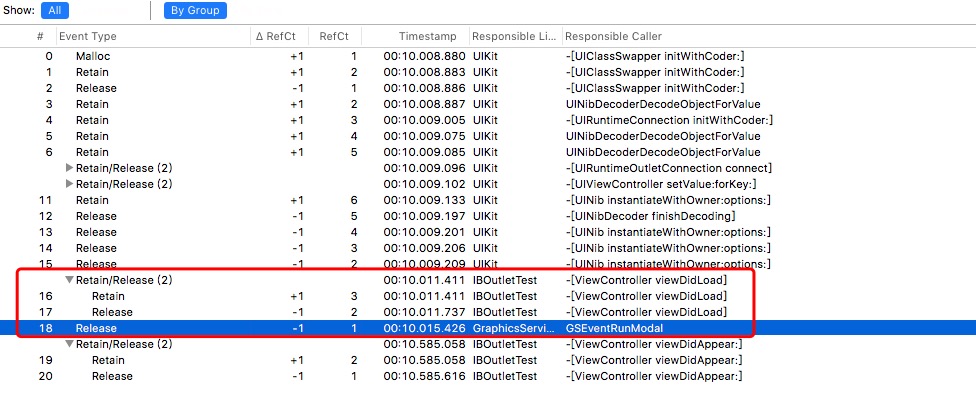 Show: All By Group
# Event Type Δ RefCt RefCt Timestamp Responsible Li... Responsible Caller
0 Malloc +1 1 00:10.008.880 UIKit -[UIClassSwapper initWithCoder:]
1 Retain +1 2 00:10.008.883 UIKit -[UIClassSwapper initWithCoder:]
2 Release -1 1 00:10.008.886 UIKit -[UIClassSwapper initWithCoder:]
3 Retain +1 2 00:10.008.887 UIKit UINibDecoderDecodeObjectForValue
4 Retain +1 3 00:10.009.005 UIKit -[UIRuntimeConnection initWithCoder:]
5 Retain +1 4 00:10.009.075 UIKit UINibDecoderDecodeObjectForValue
6 Retain +1 5 00:10.009.085 UIKit UINibDecoderDecodeObjectForValue
Retain/Release (2) 00:10.009.096 UIKit -[UIRuntimeOutletConnection connect]
Retain/Release (2) 00:10.009.102 UIKit -[UIViewController setValue:forKey:]
11 Retain +1 6 00:10.009.133 UIKit -[UINib instantiateWithOwner:options:]
12 Release -1 5 00:10.009.197 UIKit -[UINibDecoder finishDecoding]
13 Release -1 4 00:10.009.201 UIKit -[UINib instantiateWithOwner:options:]
14 Release -1 3 00:10.009.206 UIKit -[UINib instantiateWithOwner:options:]
15 Release -1 2 00:10.009.209 UIKit -[UINib instantiateWithOwner:options:]
Retain/Release (2) 00:10.011.411 IBOutletTest -[ViewController viewDidLoad]
16 Retain +1 3 00:10.011.411 IBOutletTest -[ViewController viewDidLoad]
17 Release -1 2 00:10.011.737 IBOutletTest -[ViewController viewDidLoad]
18 Release -1 1 00:10.015.426 GraphicsServi... GSEventRunModal
Retain/Release (2) 00:10.585.058 IBOutletTest -[ViewController viewDidAppear:]
19 Retain +1 2 00:10.585.058 IBOutletTest -[ViewController viewDidAppear:]
20 Release -1 1 00:10.585.616 IBOutletTest -[ViewController viewDidAppear:]